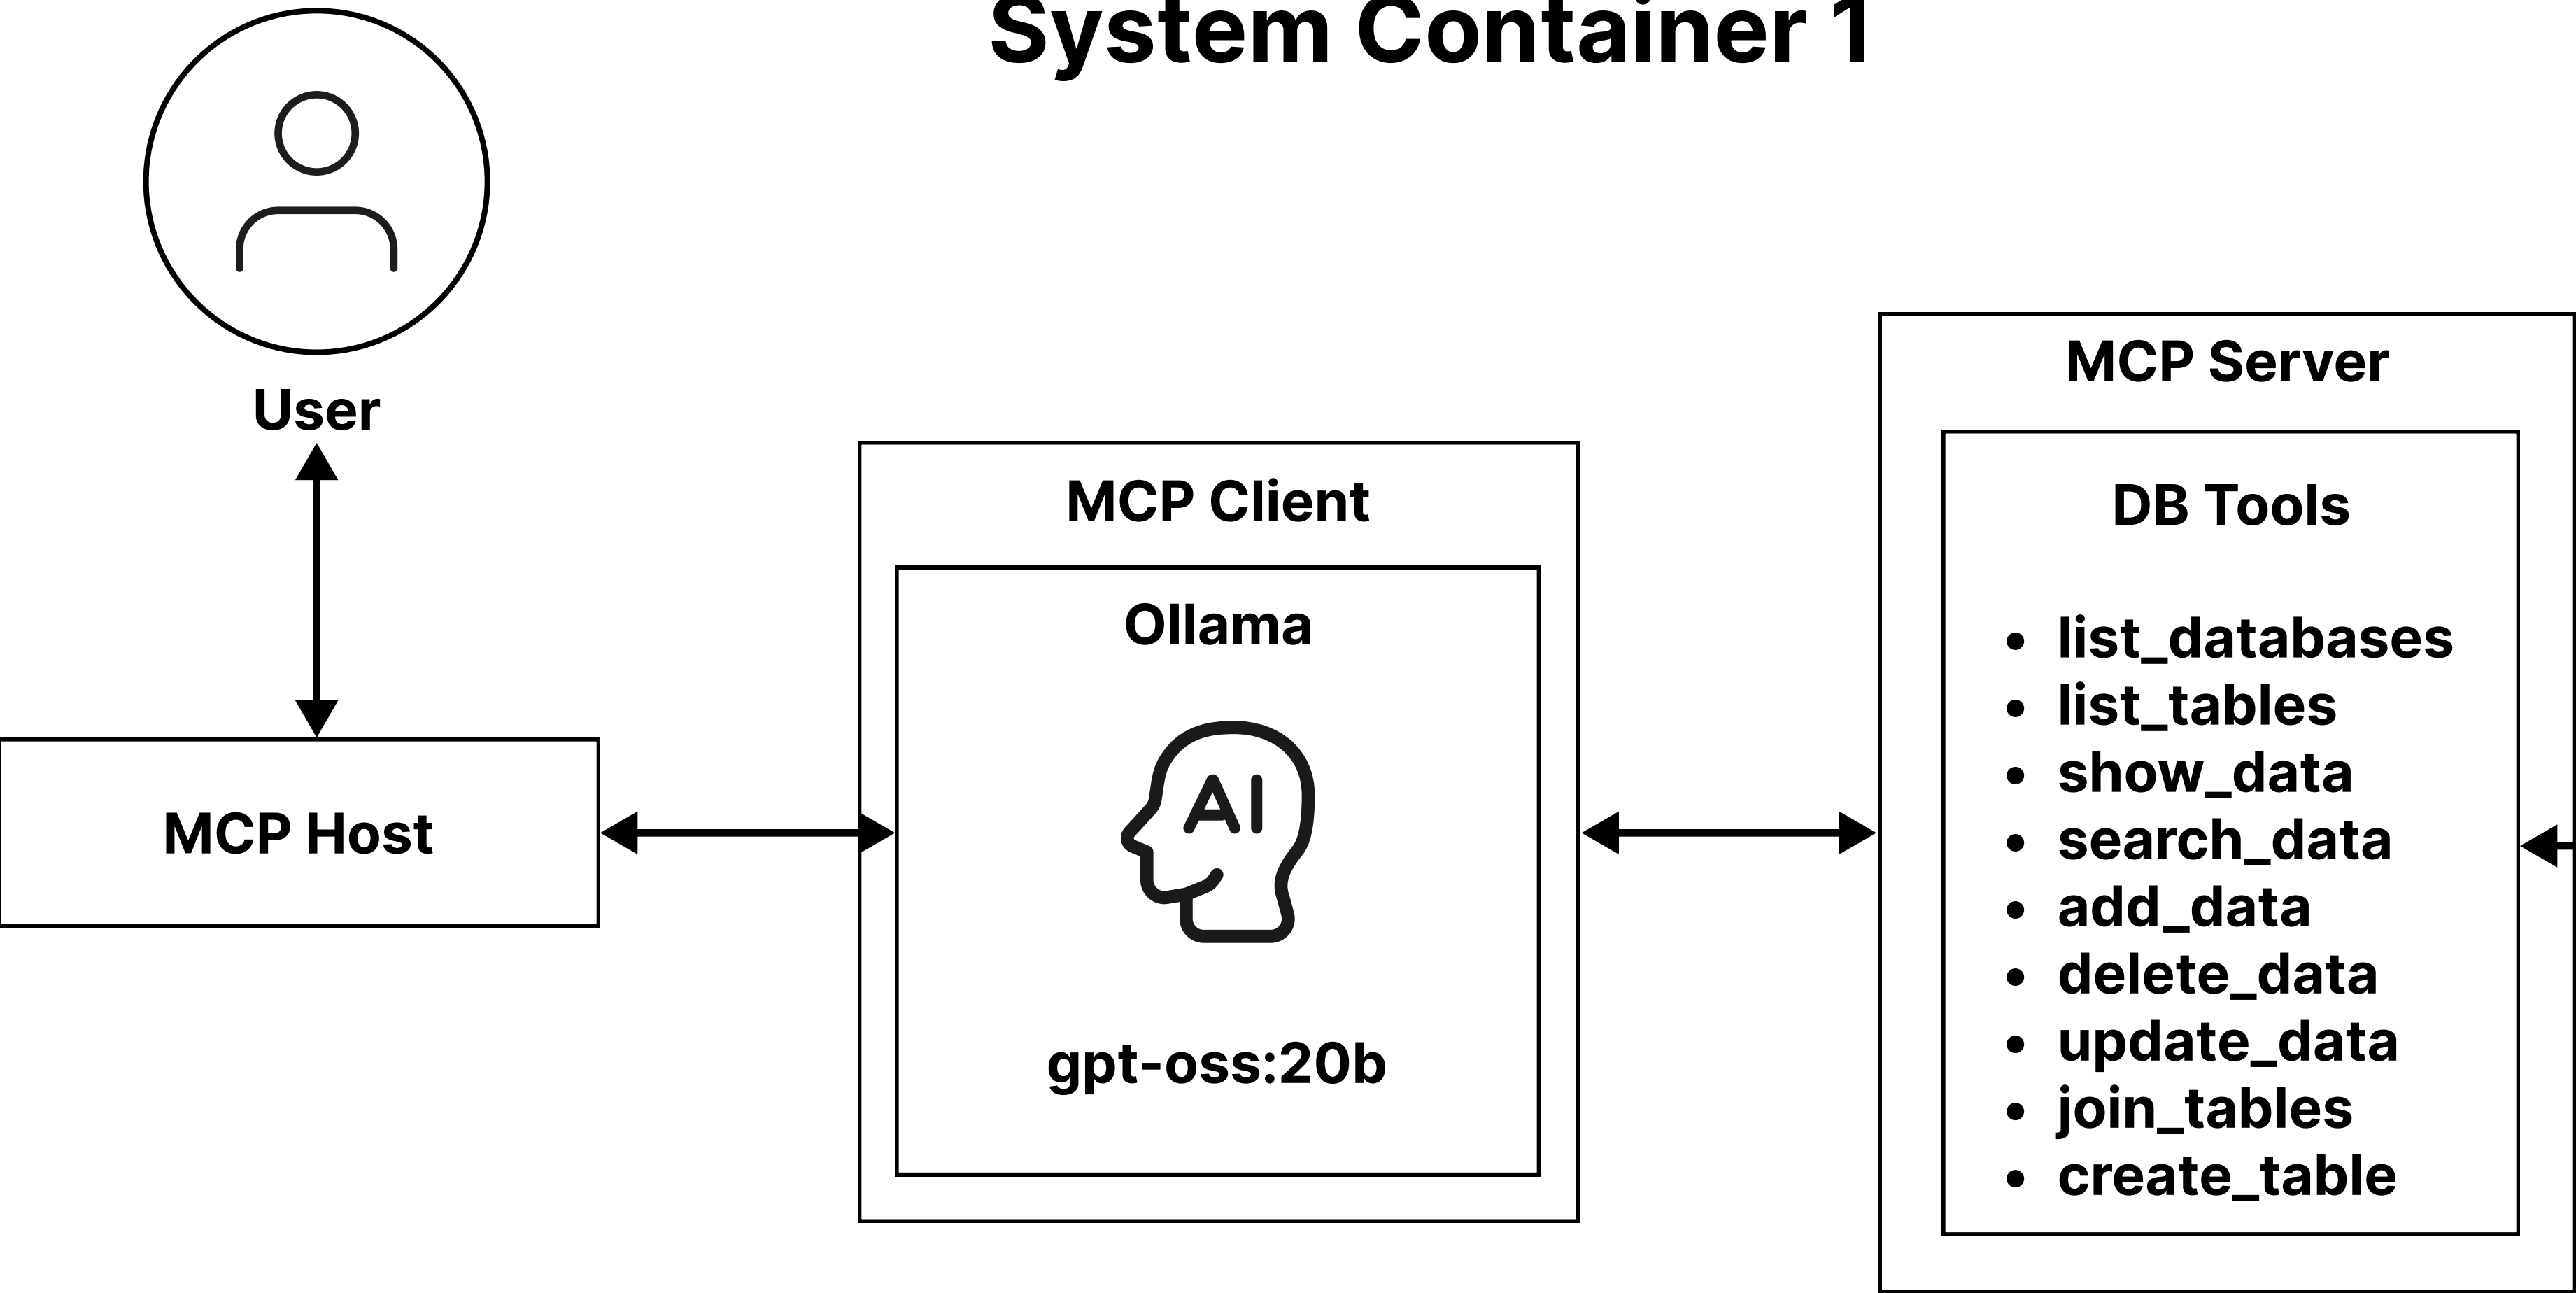 System Container 1
User
MCP Host
MCP Client
Ollama
AI
gpt-oss:20b
MCP Server
DB Tools
• list_databases
• list_tables
• show_data
• search_data
• add_data
• delete_data
• update_data
• join_tables
• create_table